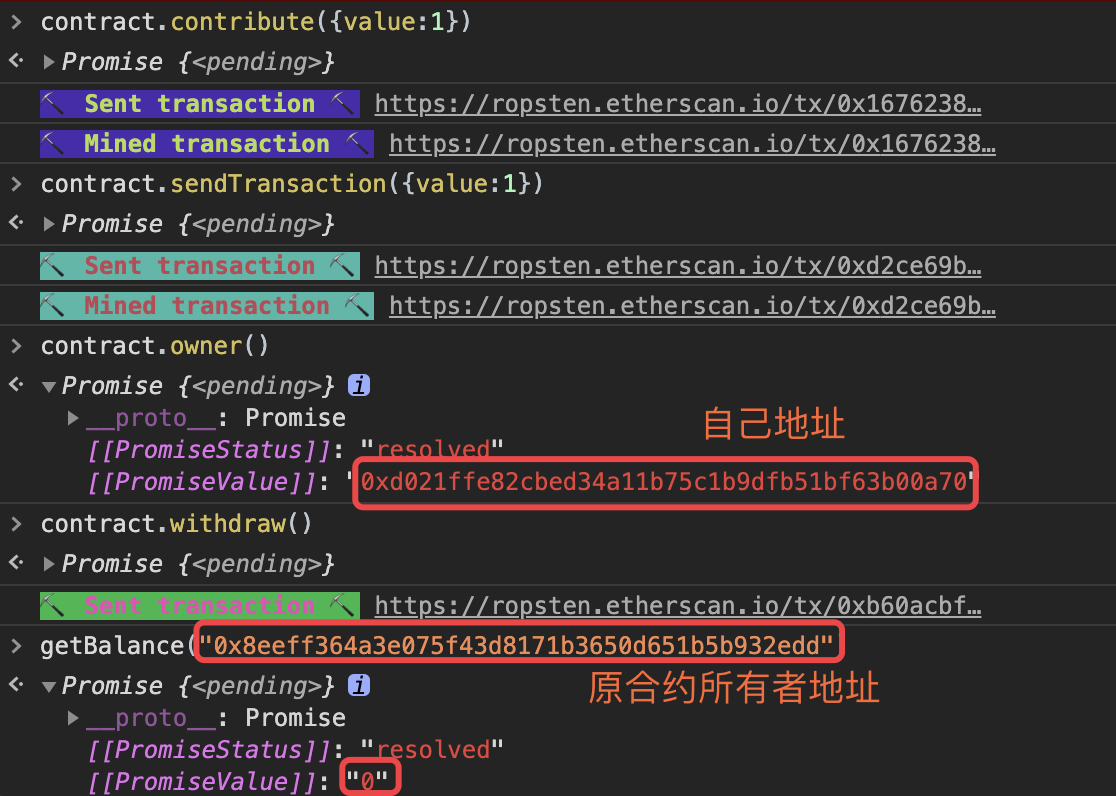 > contract.contribute({value:1})
<· ▶Promise {<pending>}
⛏ Sent transaction ⛏ https://ropsten.etherscan.io/tx/0x1676238…
⛏ Mined transaction ⛏ https://ropsten.etherscan.io/tx/0x1676238…
> contract.sendTransaction({value:1})
<· ▶Promise {<pending>}
⛏ Sent transaction ⛏ https://ropsten.etherscan.io/tx/0xd2ce69b…
⛏ Mined transaction ⛏ https://ropsten.etherscan.io/tx/0xd2ce69b…
> contract.owner()
<· ▼Promise {<pending>} i
▶__proto__: Promise
自己地址
[[PromiseStatus]]: "resolved"
[[PromiseValue]]: "0xd021ffe82cbed34a11b75c1b9dfb51bf63b00a70"
> contract.withdraw()
<· ▶Promise {<pending>}
⛏ Sent transaction ⛏ https://ropsten.etherscan.io/tx/0xb60acbf…
> getBalance("0x8eeff364a3e075f43d8171b3650d651b5b932edd"
<· ▼Promise {<pending>} i
原合约所有者地址
▶__proto__: Promise
[[PromiseStatus]]: "resolved"
[[PromiseValue]]: "0"